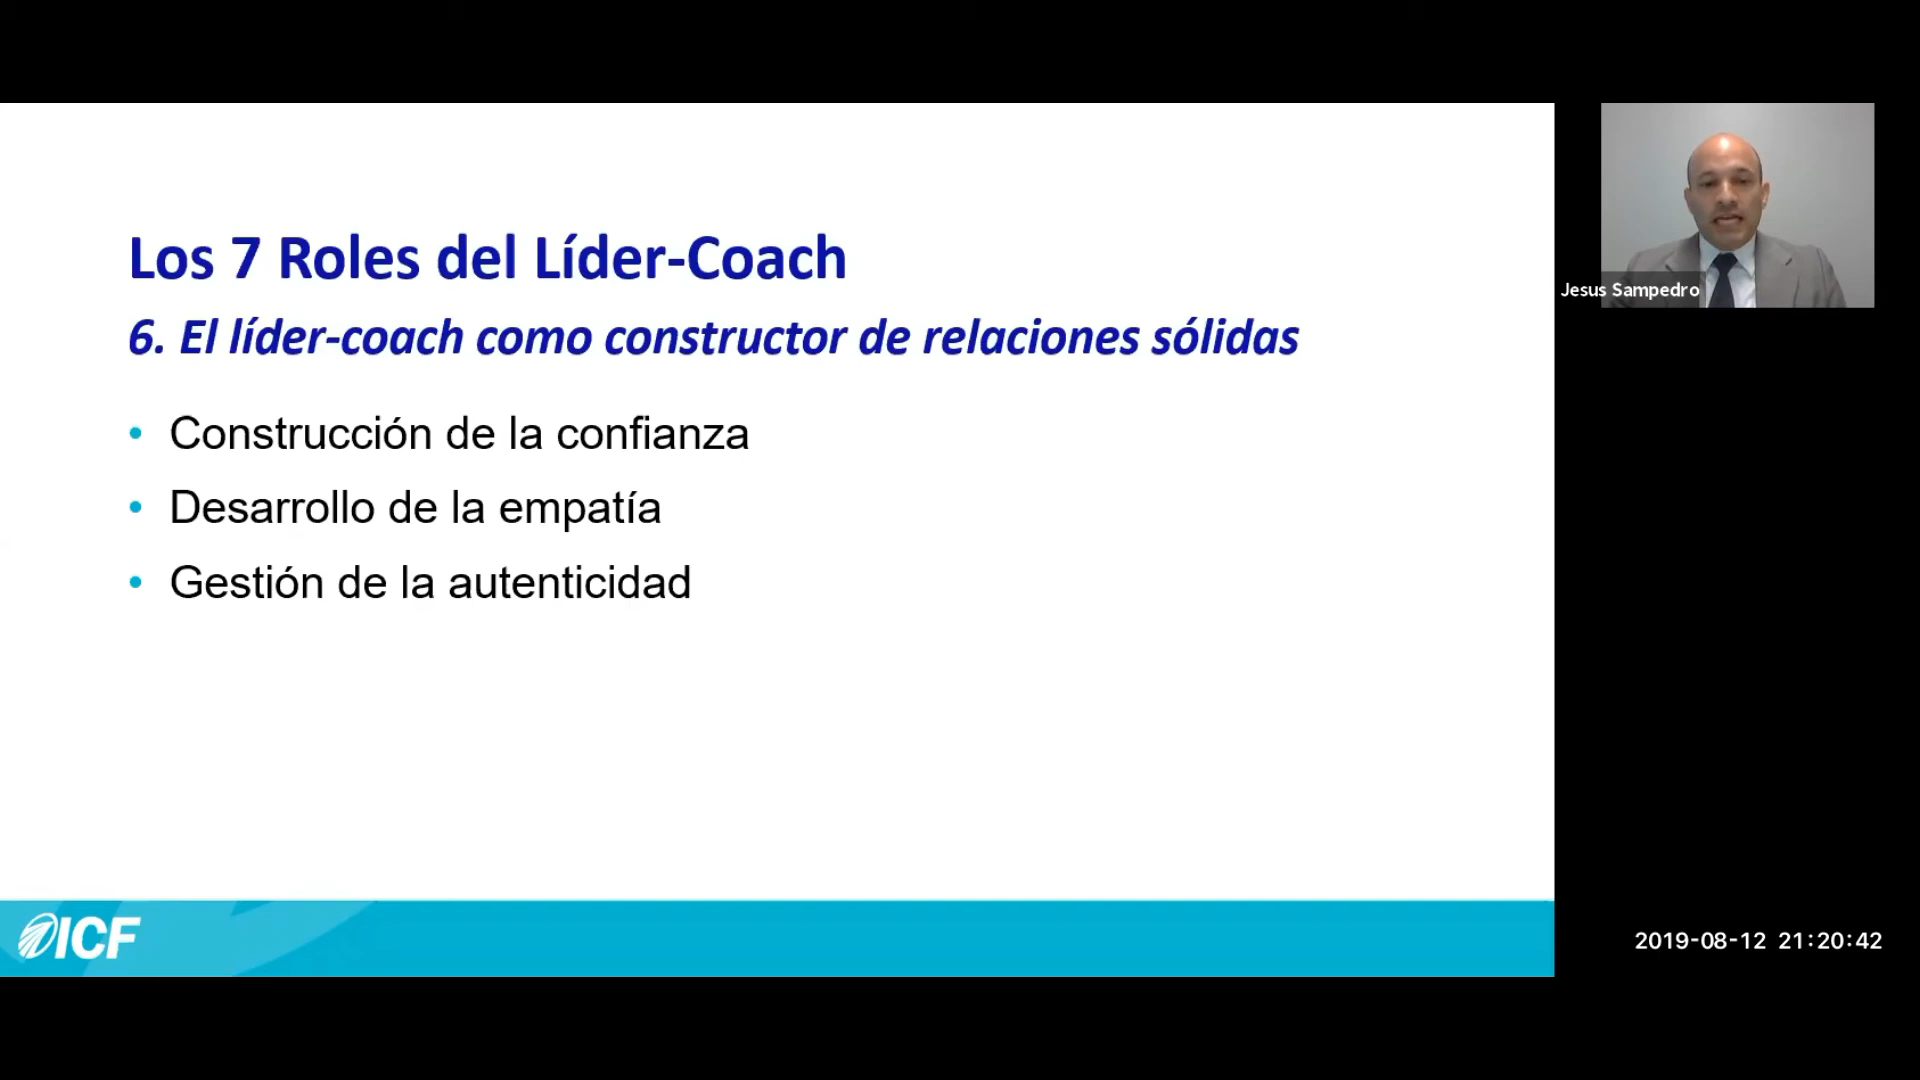 Los 7 Roles del Líder-Coach
6. El líder-coach como constructor de relaciones sólidas
• Construcción de la confianza
• Desarrollo de la empatía
• Gestión de la autenticidad
Jesus Sampedro
ICF
2019-08-12 21:20:42